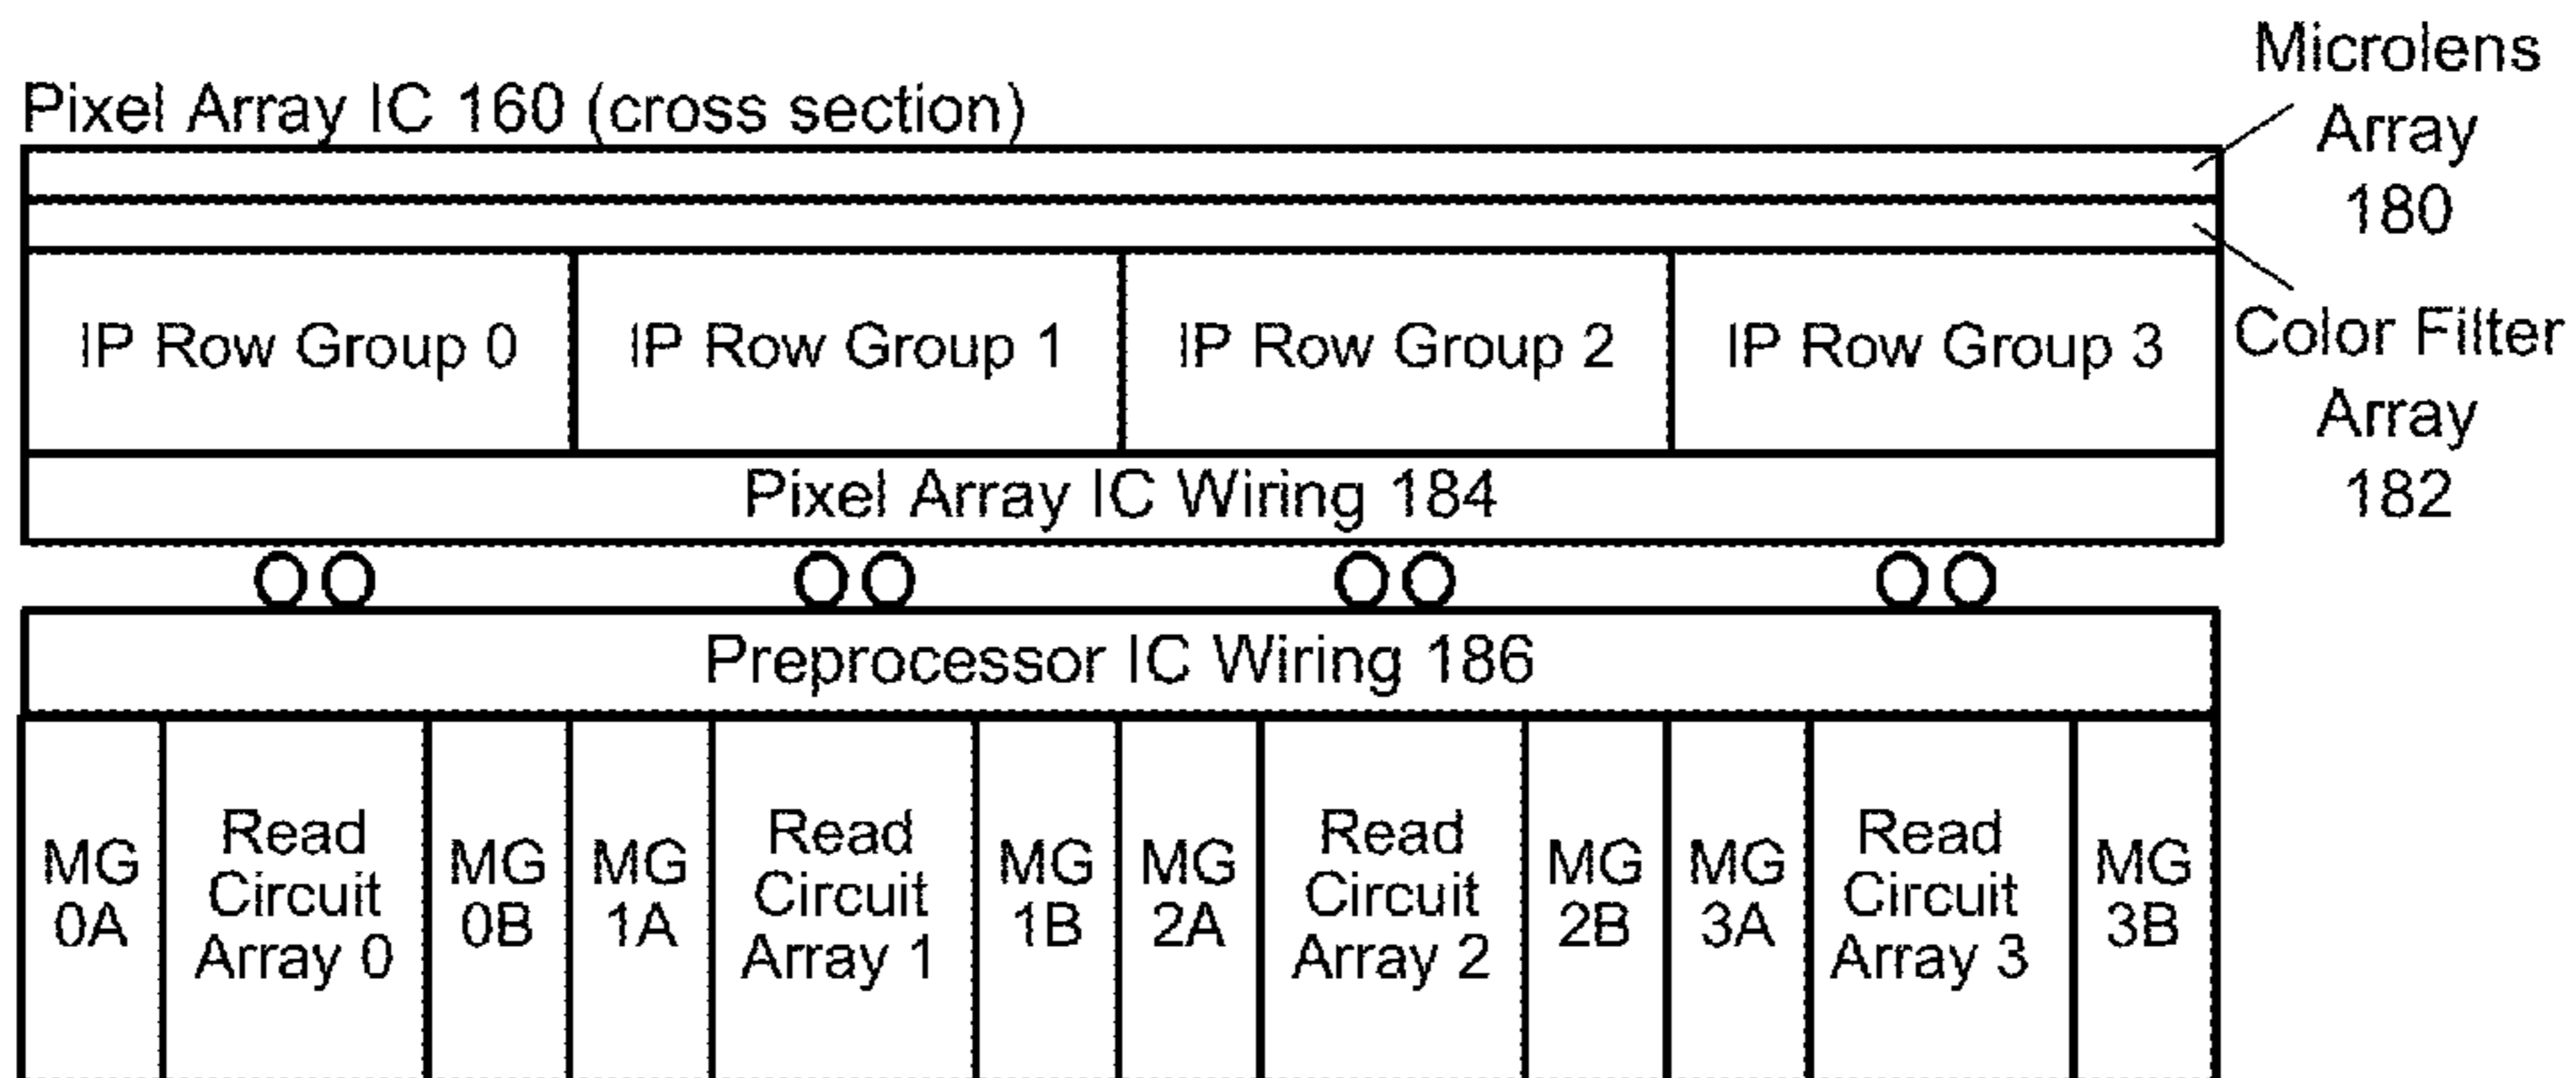 Pixel Array IC 160 (cross section)
Microlens
Array
180
IP Row Group 0
IP Row Group 1
IP Row Group 2
IP Row Group 3
Color Filter
Array
182
Pixel Array IC Wiring 184
Preprocessor IC Wiring 186
MG
0A
Read
Circuit
Array 0
MG
0B
MG
1A
Read
Circuit
Array 1
MG
1B
MG
2A
Read
Circuit
Array 2
MG
2B
MG
3A
Read
Circuit
Array 3
MG
3B